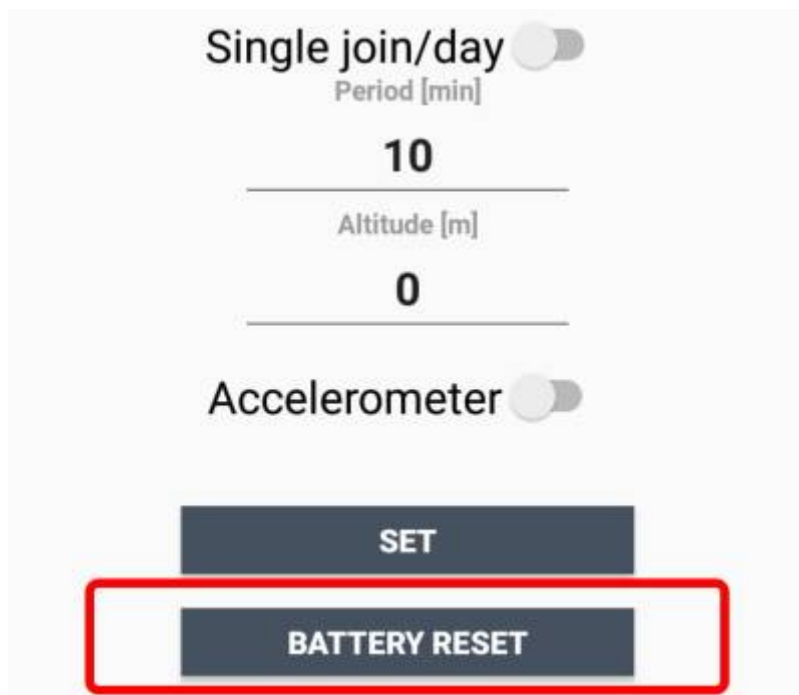 Single join/day
Period [min]
10
Altitude [m]
0
Accelerometer
SET
BATTERY RESET